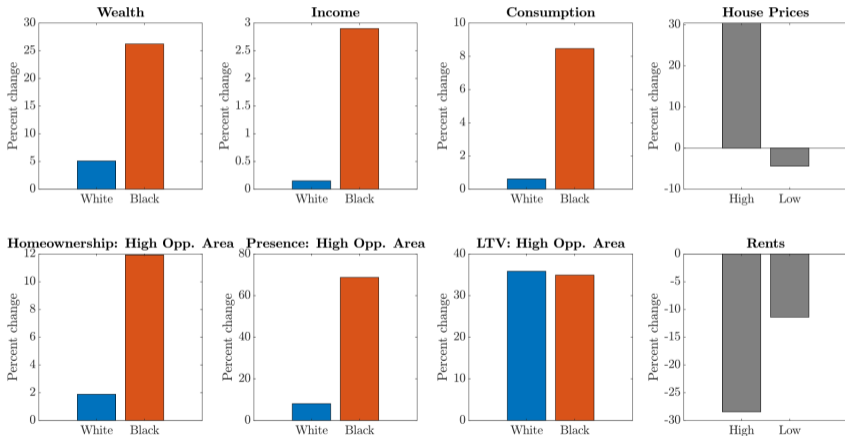 Wealth
Percent change
30
25
20
15
10
5
0
White Black
Income
Percent change
3
2.5
2
1.5
1
0.5
0
White Black
Consumption
Percent change
10
8
6
4
2
0
White Black
House Prices
Percent change
30
20
10
0
-10
High Low
Homeownership: High Opp. Area
Percent change
12
10
8
6
4
2
0
White Black
Presence: High Opp. Area
Percent change
80
60
40
20
0
White Black
LTV: High Opp. Area
Percent change
40
30
20
10
0
White Black
Rents
Percent change
0
-5
-10
-15
-20
-25
-30
High Low